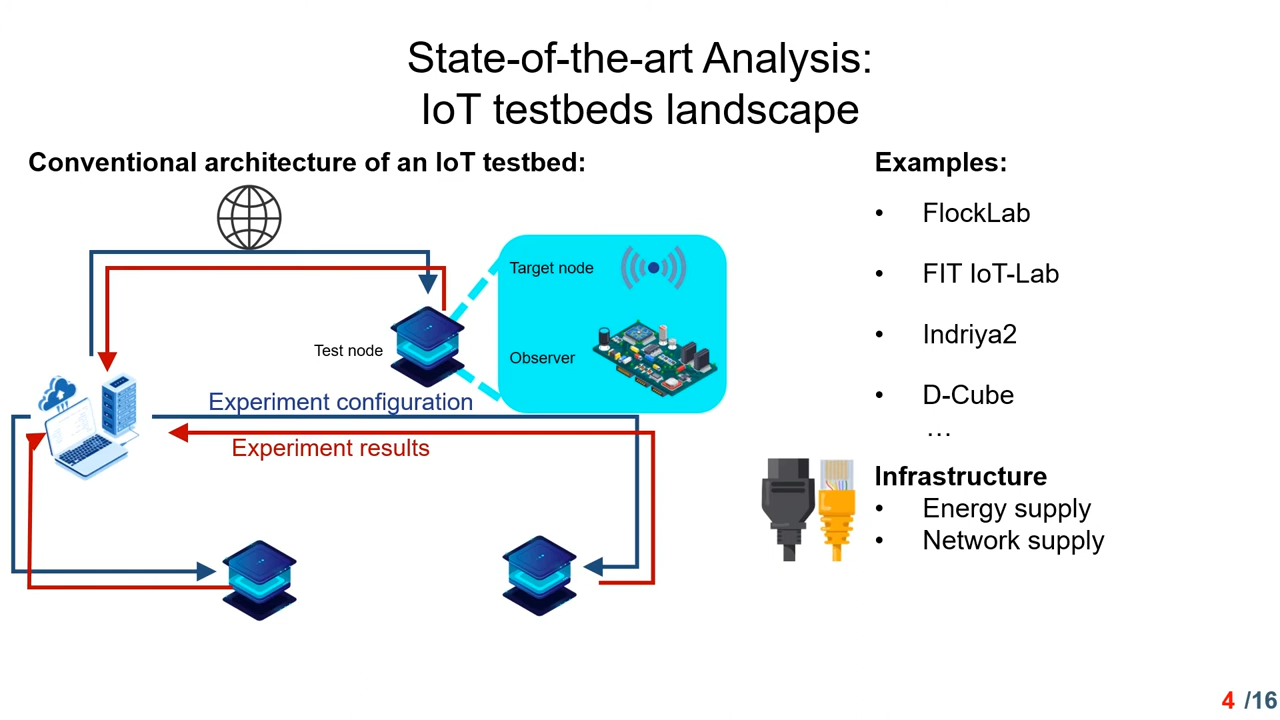 State-of-the-art Analysis:
IoT testbeds landscape
Conventional architecture of an IoT testbed:
Target node
Test node
Observer
Experiment configuration
Experiment results
Examples:
• FlockLab
• FIT IoT-Lab
• Indriya2
• D-Cube
…
Infrastructure
• Energy supply
• Network supply
4 /16